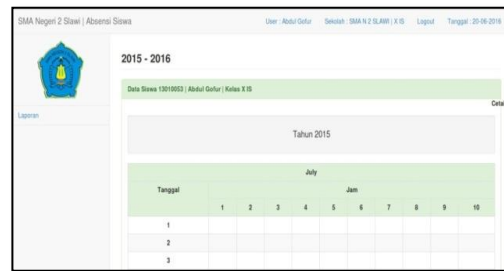 SMA Negeri 2 Slawi | Absensi Siswa
User : Abdul Gofur Sekolah : SMA N 2 SLAWI | X IS Logout Tanggal : 20-06-2016
2015 - 2016
Data Siswa 13010053 | Abdul Gofur | Kelas X IS
Laporan
Tahun 2015
July
Tanggal Jam
1 2 3 4 5 6 7 8 9 10
1
2
3